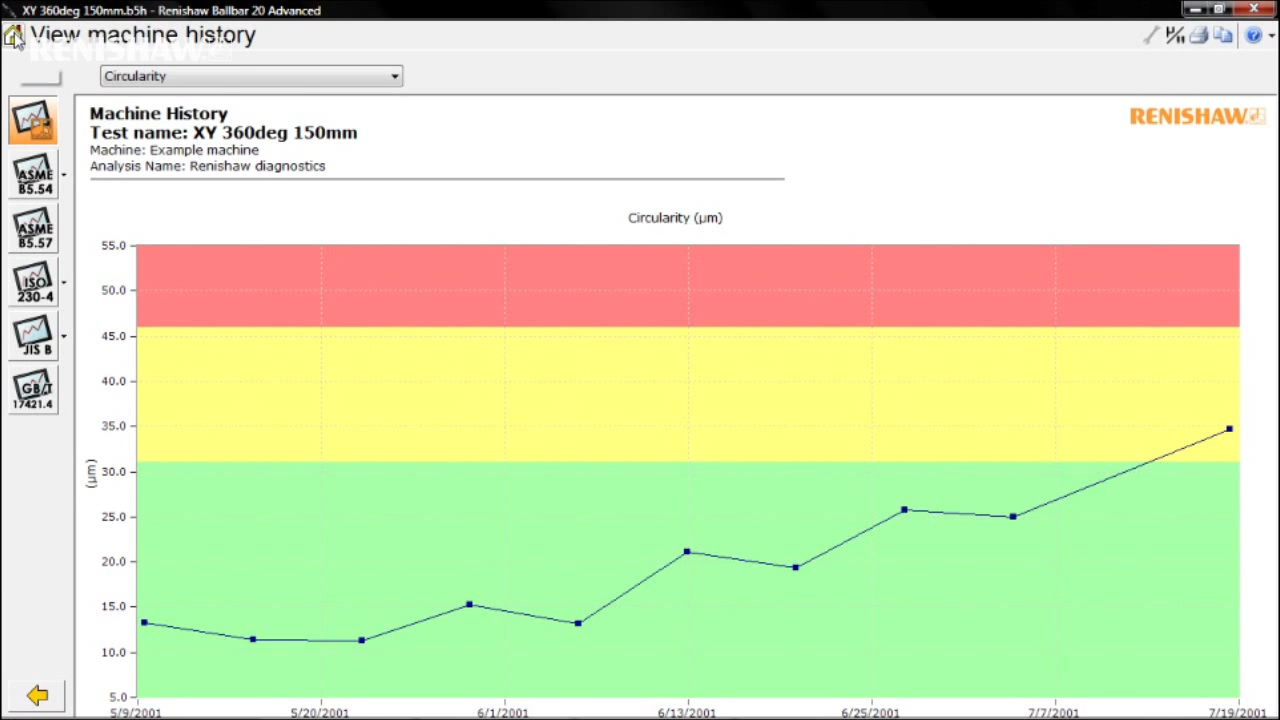 XY 360deg 150mm.b5h - Renishaw Ballbar 20 Advanced
View machine history
RENISHAW
Circularity
Machine History
Test name: XY 360deg 150mm
Machine: Example machine
Analysis Name: Renishaw diagnostics
RENISHAW
ASME
B5.54
ASME
B5.57
ISO
230-4
JIS B
GB/T
17421.4
Circularity (µm)
(µm)
55.0
50.0
45.0
40.0
35.0
30.0
25.0
20.0
15.0
10.0
5.0
5/9/2001 5/20/2001 6/1/2001 6/13/2001 6/25/2001 7/7/2001 7/19/2001